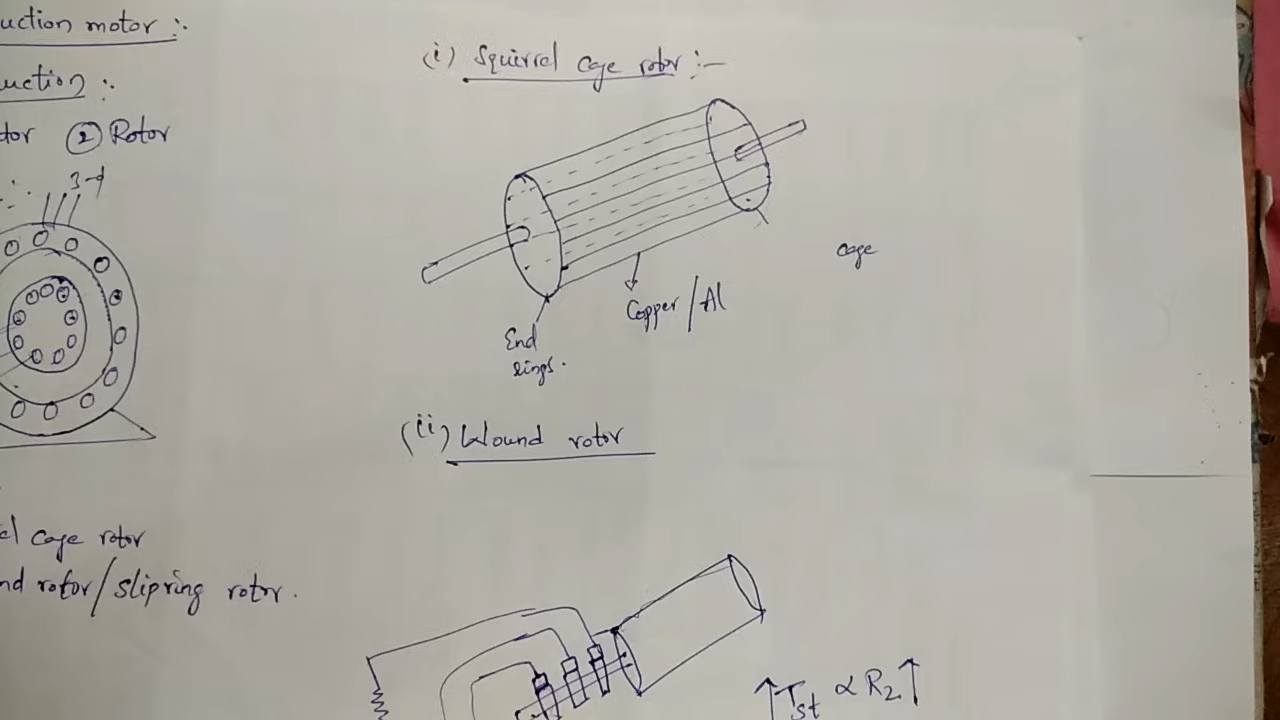 uction motor :-
uction :-
tor ② Rotor
3-ϕ
el cage rotor
nd rotor/slipring rotor.
(i) Squirrel cage rotor :-
cage
Copper/Al
End
rings.
(ii) Wound rotor
↑Tst ∝ R2↑